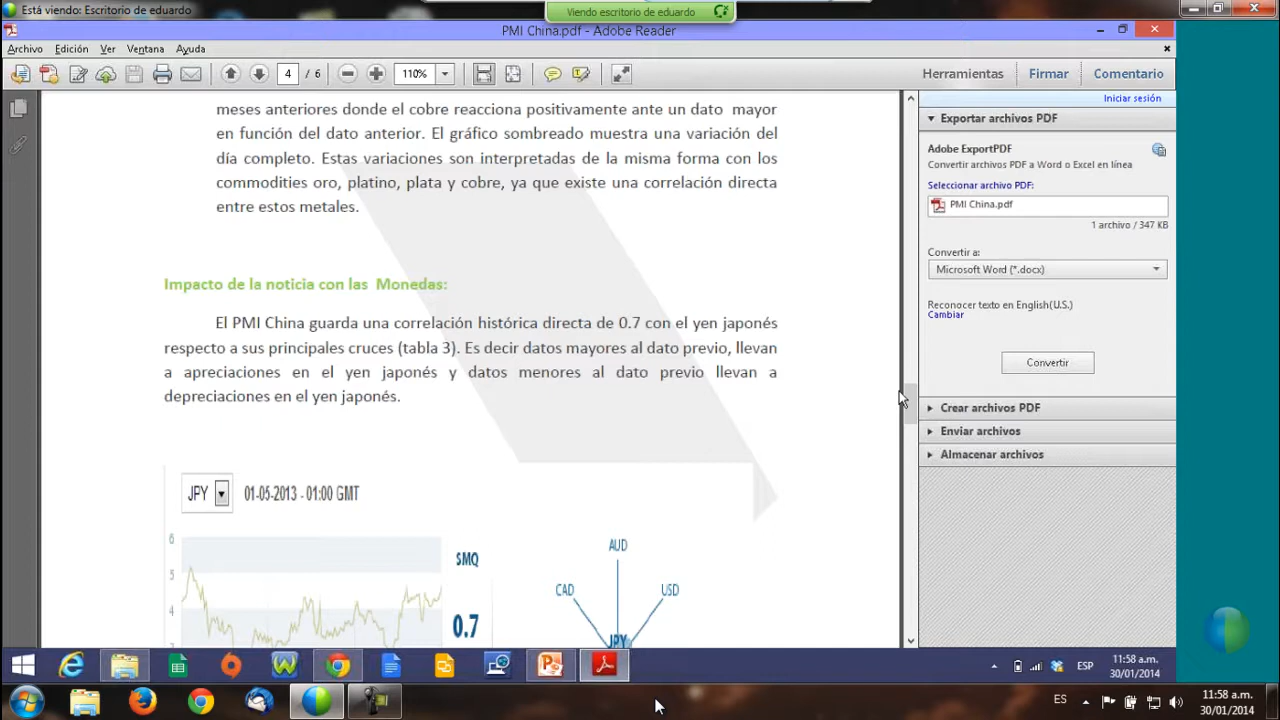 Está viendo: Escritorio de eduardo
Viendo escritorio de eduardo
PMI China.pdf - Adobe Reader
Archivo Edición Ver Ventana Ayuda
4 / 6 110% Herramientas Firmar Comentario
meses anteriores donde el cobre reacciona positivamente ante un dato mayor
en función del dato anterior. El gráfico sombreado muestra una variación del
día completo. Estas variaciones son interpretadas de la misma forma con los
commodities oro, platino, plata y cobre, ya que existe una correlación directa
entre estos metales.
Impacto de la noticia con las Monedas:
El PMI China guarda una correlación histórica directa de 0.7 con el yen japonés
respecto a sus principales cruces (tabla 3). Es decir datos mayores al dato previo, llevan
a apreciaciones en el yen japonés y datos menores al dato previo llevan a
depreciaciones en el yen japonés.
JPY 01-05-2013 - 01:00 GMT
6
5
4
3
SMQ
0.7
AUD
CAD USD
JPY
Iniciar sesión
Exportar archivos PDF
Adobe ExportPDF
Convertir archivos PDF a Word o Excel en línea
Seleccionar archivo PDF:
PMI China.pdf
1 archivo / 347 KB
Convertir a:
Microsoft Word (*.docx)
Reconocer texto en English(U.S.)
Cambiar
Convertir
Crear archivos PDF
Enviar archivos
Almacenar archivos
ESP 11:58 a.m.
30/01/2014
ES 11:58 a.m.
30/01/2014